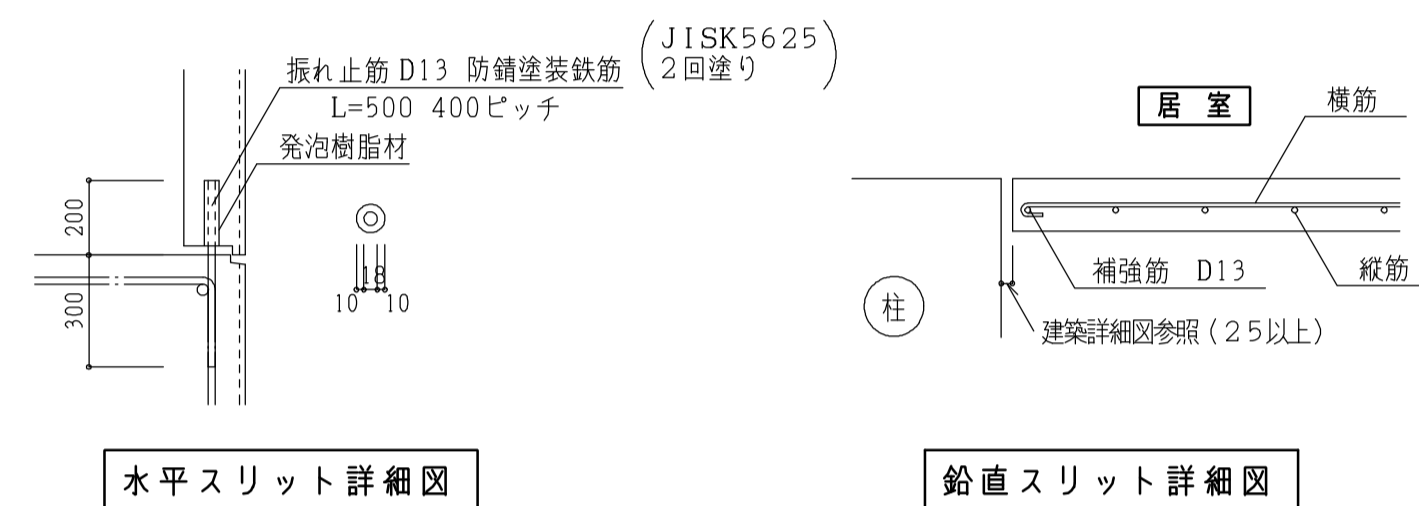 振れ止筋 D13 防錆塗装鉄筋
(JISK5625
2回塗り)
L=500 400ピッチ
発泡樹脂材
200
300
18
10 10
水平スリット詳細図
居室
横筋
補強筋 D13
縦筋
柱
建築詳細図参照(25以上)
鉛直スリット詳細図